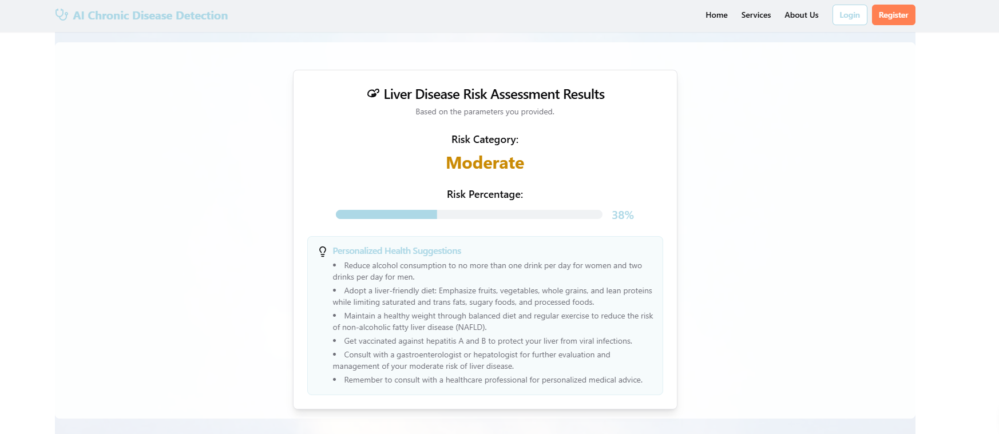 AI Chronic Disease Detection
Home
Services
About Us
Login
Register
Liver Disease Risk Assessment Results
Based on the parameters you provided.
Risk Category:
Moderate
Risk Percentage:
38%
Personalized Health Suggestions
• Reduce alcohol consumption to no more than one drink per day for women and two
drinks per day for men.
• Adopt a liver-friendly diet: Emphasize fruits, vegetables, whole grains, and lean proteins
while limiting saturated and trans fats, sugary foods, and processed foods.
• Maintain a healthy weight through balanced diet and regular exercise to reduce the risk
of non-alcoholic fatty liver disease (NAFLD).
• Get vaccinated against hepatitis A and B to protect your liver from viral infections.
• Consult with a gastroenterologist or hepatologist for further evaluation and
management of your moderate risk of liver disease.
• Remember to consult with a healthcare professional for personalized medical advice.